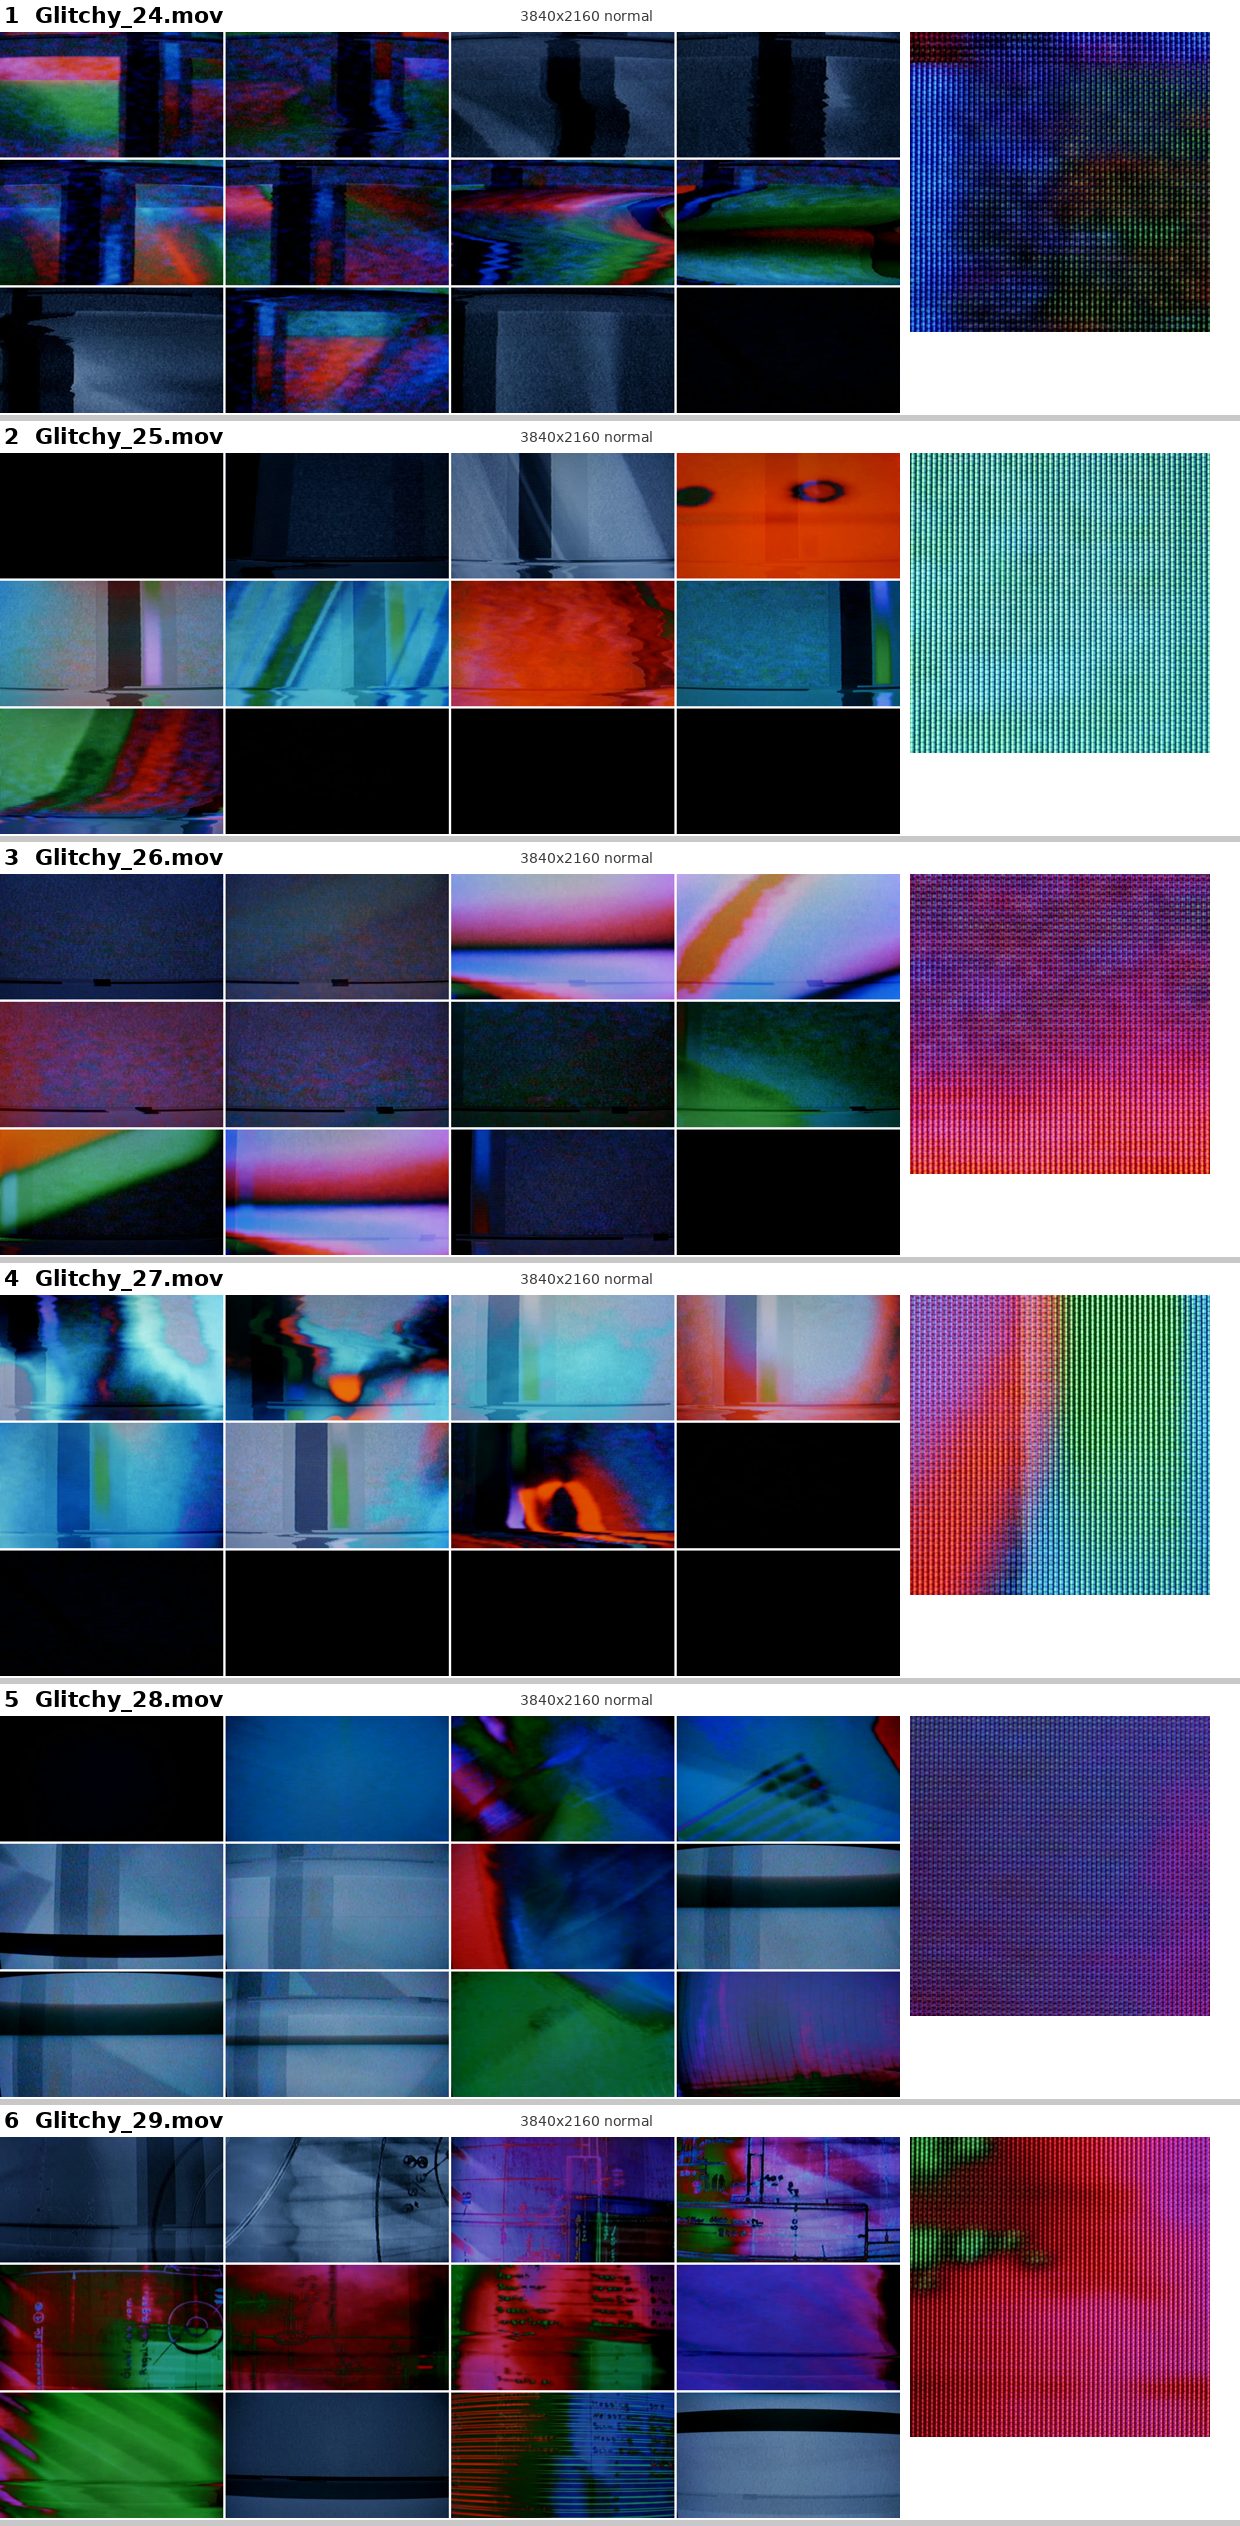 1 Glitchy_24.mov 3840x2160 normal
2 Glitchy_25.mov 3840x2160 normal
3 Glitchy_26.mov 3840x2160 normal
4 Glitchy_27.mov 3840x2160 normal
5 Glitchy_28.mov 3840x2160 normal
6 Glitchy_29.mov 3840x2160 normal